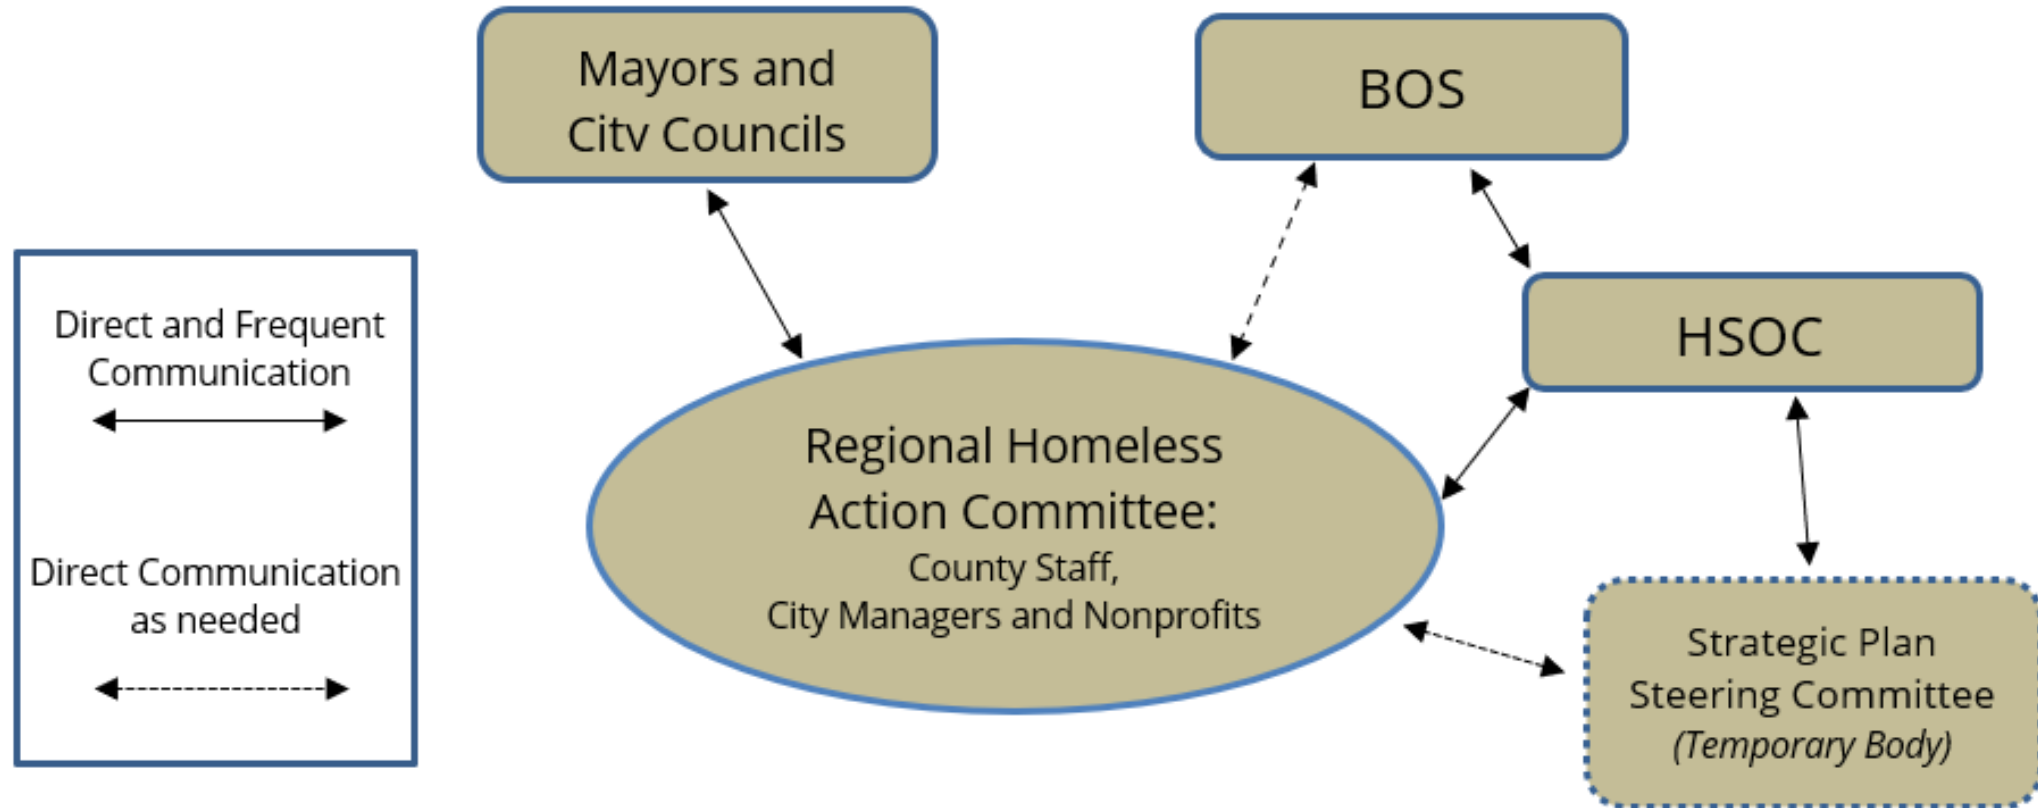 Mayors and
City Councils
BOS
Direct and Frequent
Communication
HSOC
Regional Homeless
Action Committee:
County Staff,
City Managers and Nonprofits
Direct Communication
as needed
Strategic Plan
Steering Committee
(Temporary Body)